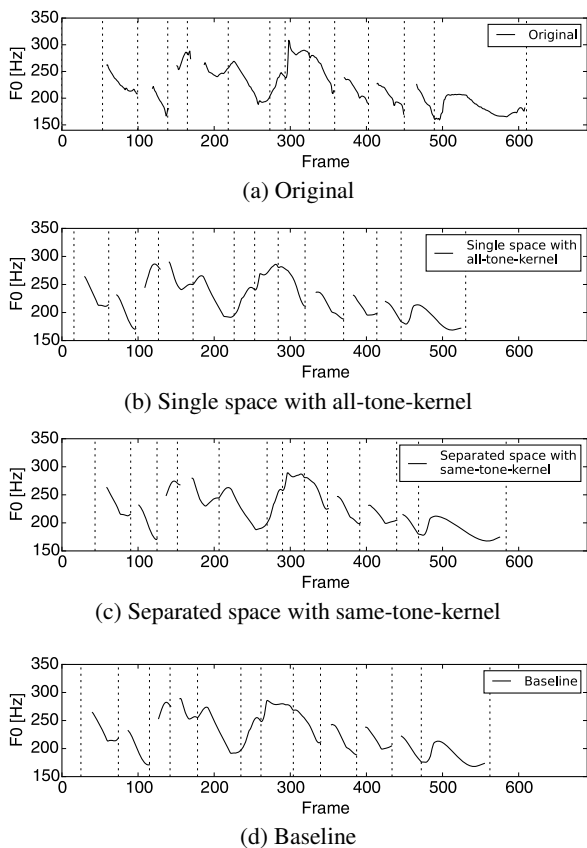 350
300
250
200
150
F0 [Hz]
Original
0 100 200 300 400 500 600
Frame
(a) Original
350
300
250
200
150
F0 [Hz]
Single space with
all-tone-kernel
0 100 200 300 400 500 600
Frame
(b) Single space with all-tone-kernel
350
300
250
200
150
F0 [Hz]
Separated space with
same-tone-kernel
0 100 200 300 400 500 600
Frame
(c) Separated space with same-tone-kernel
350
300
250
200
150
F0 [Hz]
Baseline
0 100 200 300 400 500 600
Frame
(d) Baseline